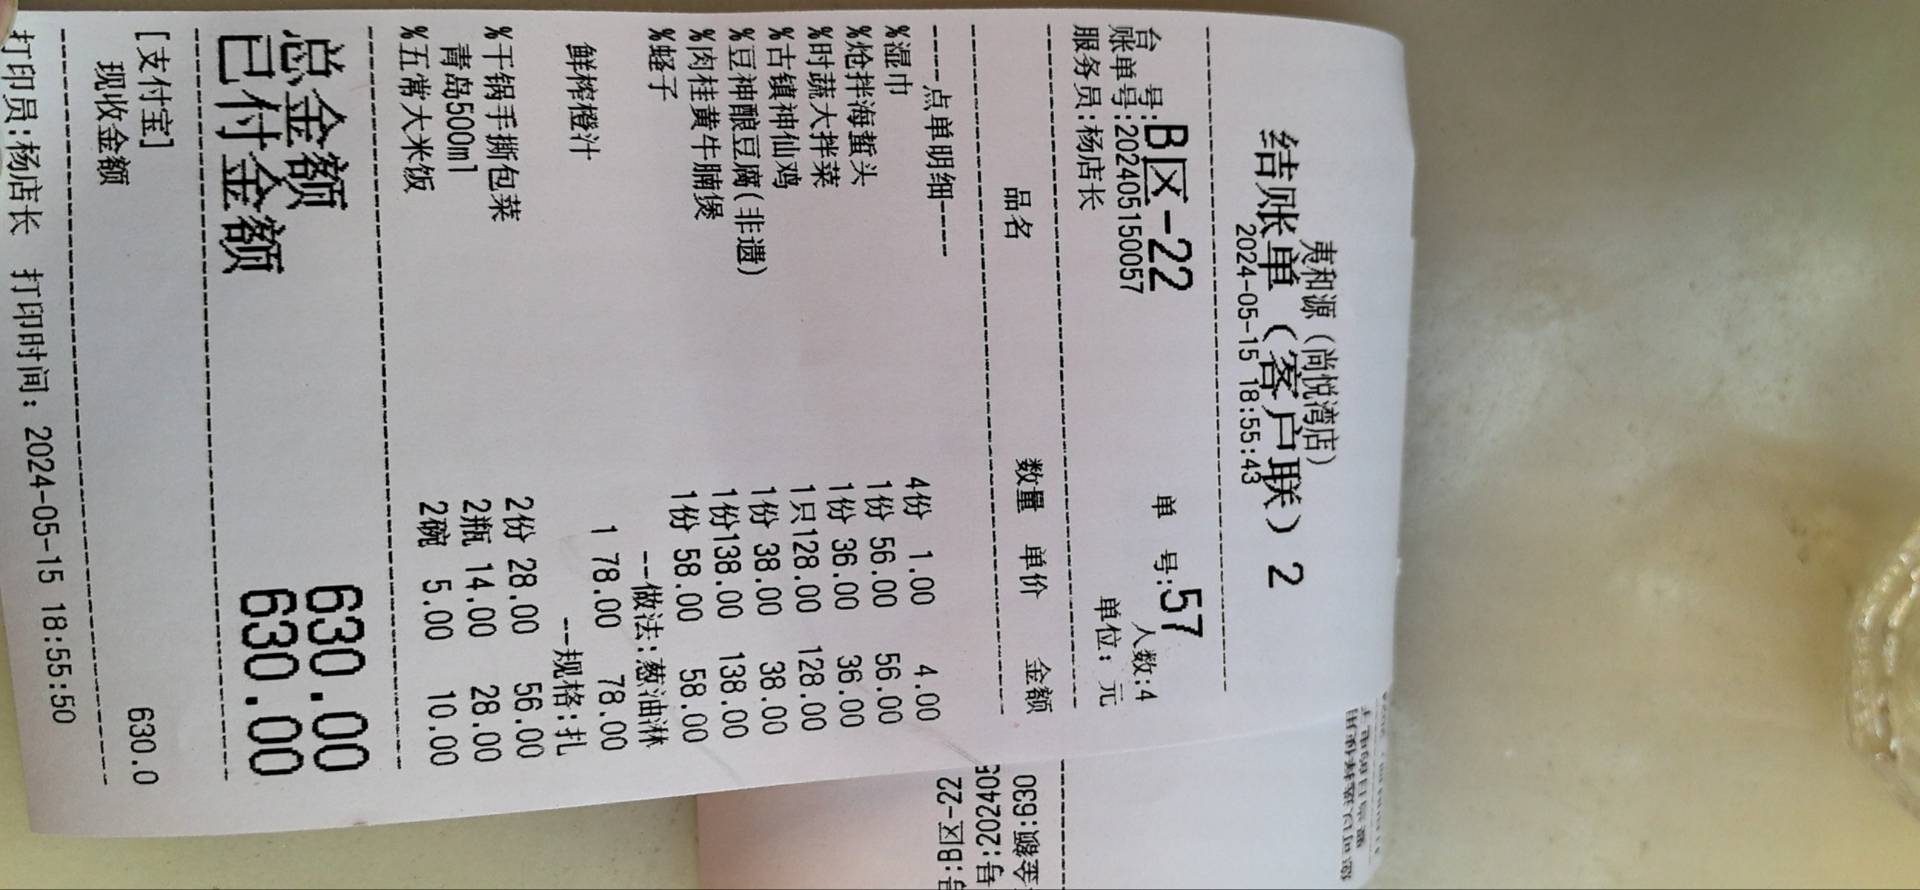 夷和源（尚悦湾店）
结账单（客户联）2
2024-05-15 18:55:43
台 号:B区-22 单 号:57
账单号:2024051500057 人数:4
服务员:杨店长 单位：元
品名 数量 单价 金额
----点单明细----
%湿巾 4份 1.00 4.00
%炝拌海蜇头 1份 56.00 56.00
%时蔬大拌菜 1份 36.00 36.00
%古镇神仙鸡 1只128.00 128.00
%豆神酿豆腐(非遗) 1份 38.00 38.00
%肉桂黄牛腩煲 1份138.00 138.00
%蛏子 1份 58.00 58.00
--做法:葱油淋
鲜榨橙汁 1 78.00 78.00
--规格:扎
%干锅手撕包菜 2份 28.00 56.00
青岛500ml 2瓶 14.00 28.00
%五常大米饭 2碗 5.00 10.00
总金额 630.00
已付金额 630.00
[支付宝] 630.0
现收金额
打印员:杨店长 打印时间：2024-05-15 18:55:50
金额:630
号:202405
号:B区-22